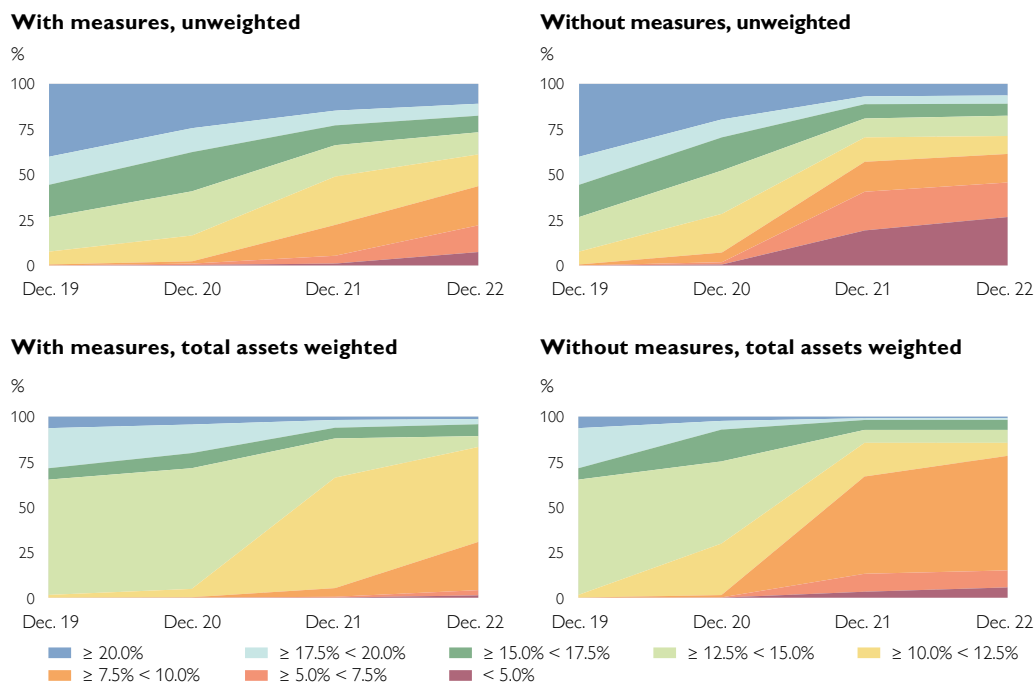 With measures, unweighted
%
100
75
50
25
0
Dec. 19 Dec. 20 Dec. 21 Dec. 22
Without measures, unweighted
%
100
75
50
25
0
Dec. 19 Dec. 20 Dec. 21 Dec. 22
With measures, total assets weighted
%
100
75
50
25
0
Dec. 19 Dec. 20 Dec. 21 Dec. 22
Without measures, total assets weighted
%
100
75
50
25
0
Dec. 19 Dec. 20 Dec. 21 Dec. 22
≥ 20.0% ≥ 17.5% < 20.0% ≥ 15.0% < 17.5% ≥ 12.5% < 15.0% ≥ 10.0% < 12.5%
≥ 7.5% < 10.0% ≥ 5.0% < 7.5% < 5.0%